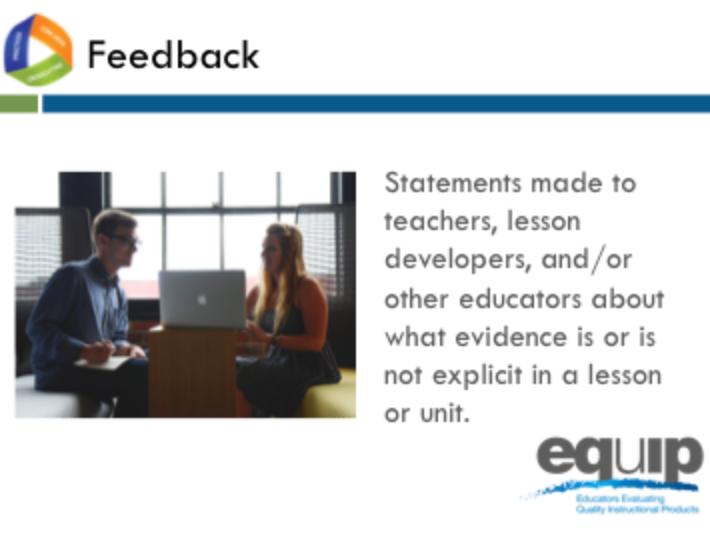 Feedback
Statements made to
teachers, lesson
developers, and/or
other educators about
what evidence is or is
not explicit in a lesson
or unit.
equip
Educators Evaluating
Quality Instructional Products